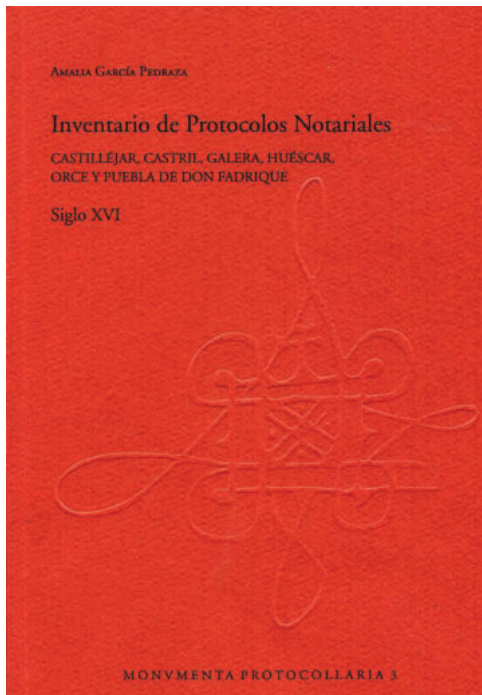 Amalia García Pedraza
Inventario de Protocolos Notariales
CASTILLÉJAR, CASTRIL, GALERA, HUÉSCAR,
ORCE Y PUEBLA DE DON FADRIQUE
Siglo XVI
MONVMENTA PROTOCOLLARIA 3